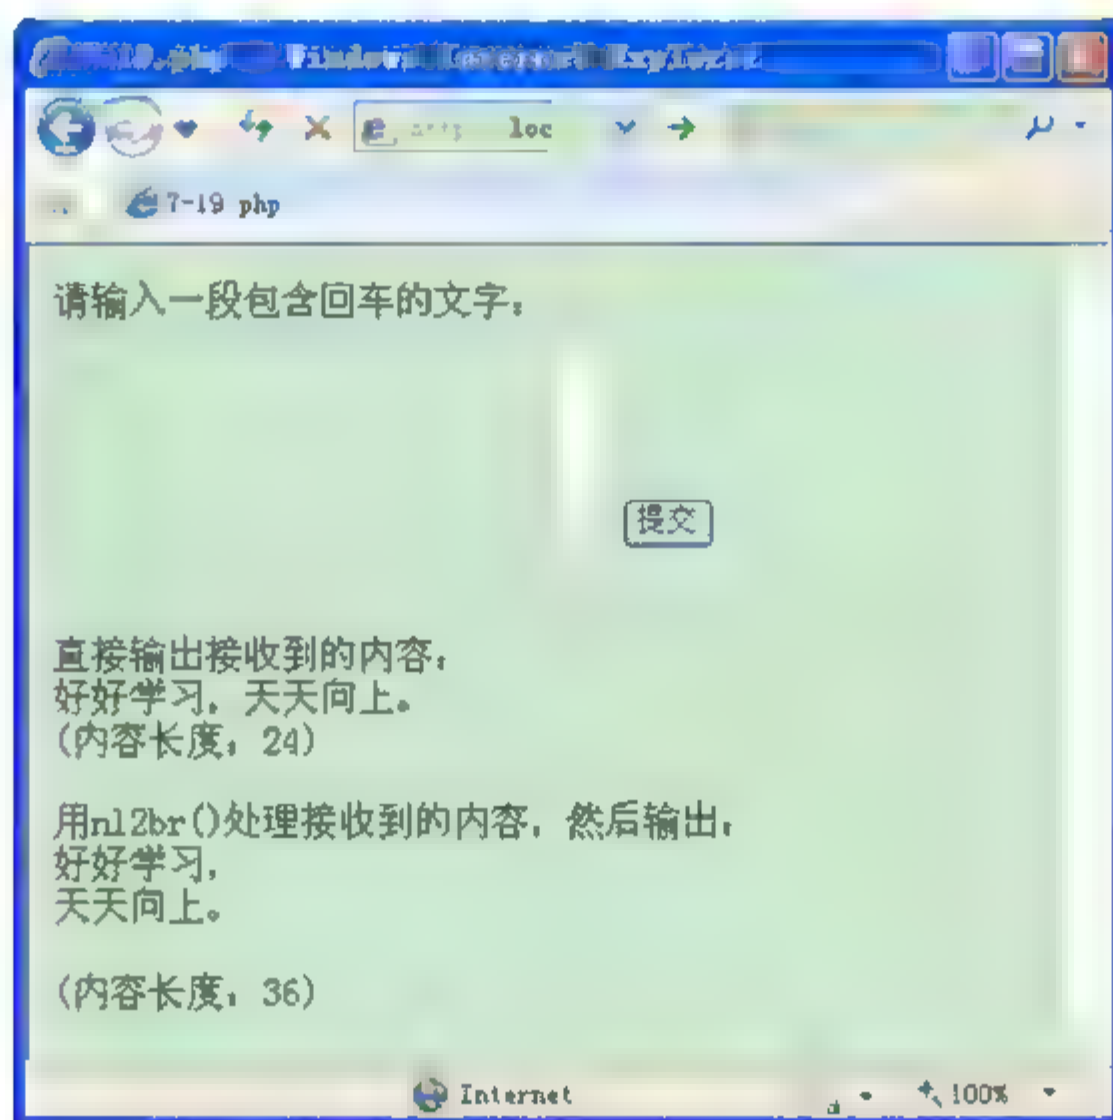 loc
7-19 php
请输入一段包含回车的文字:
提交
直接输出接收到的内容:
好好学习, 天天向上。
(内容长度: 24)
用nl2br()处理接收到的内容, 然后输出:
好好学习,
天天向上。
(内容长度: 36)
Internet
100%